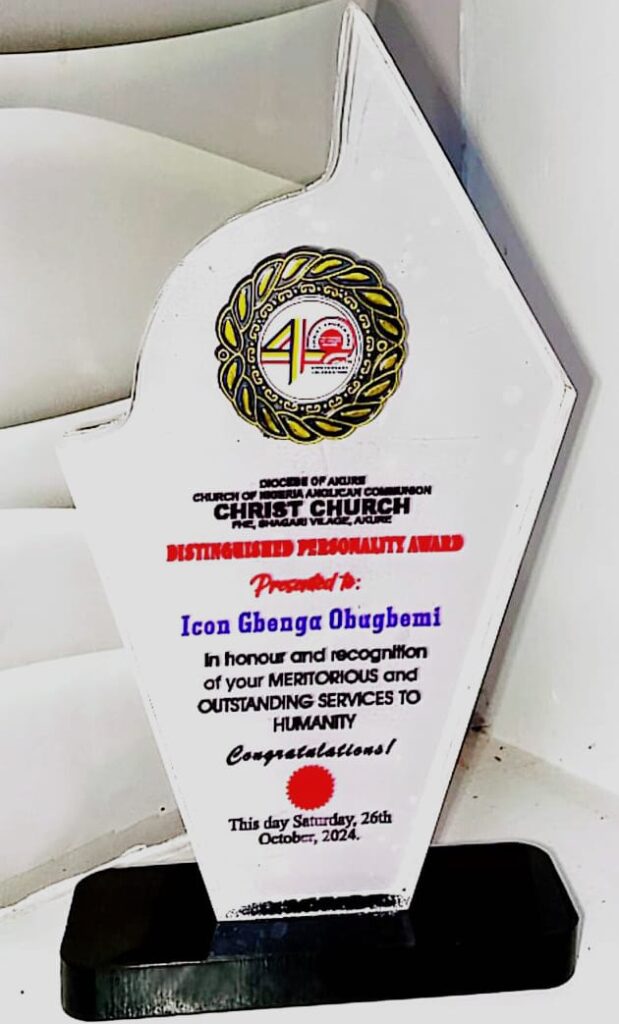 40
DIOCESE OF AKURE
CHURCH OF NIGERIA ANGLICAN COMMUNION
CHRIST CHURCH
FHE, SHAGARI VILAGE, AKURE
DISTINGUISHED PERSONALITY AWARD
Presented to:
Icon Gbenga Obugbemi
In honour and recognition
of your MERITORIOUS and
OUTSTANDING SERVICES TO
HUMANITY
Congratulations!
This day Saturday, 26th
October, 2024.